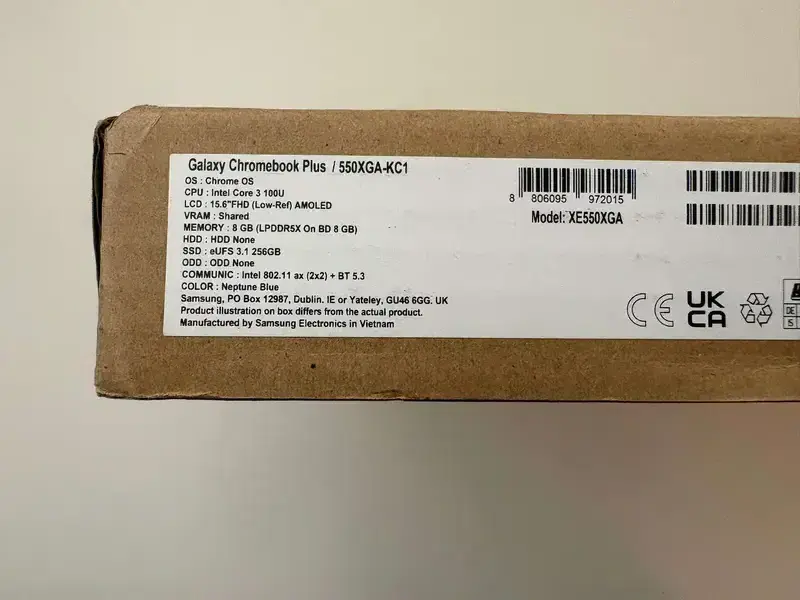 Galaxy Chromebook Plus / 550XGA-KC1
OS : Chrome OS
CPU : Intel Core 3 100U
LCD : 15.6"FHD (Low-Ref) AMOLED
VRAM : Shared
MEMORY : 8 GB (LPDDR5X On BD 8 GB)
HDD : HDD None
SSD : eUFS 3.1 256GB
ODD : ODD None
COMMUNIC : Intel 802.11 ax (2x2) + BT 5.3
COLOR : Neptune Blue
Samsung, PO Box 12987, Dublin. IE or Yateley, GU46 6GG. UK
Product illustration on box differs from the actual product.
Manufactured by Samsung Electronics in Vietnam
8 806095 972015
Model: XE550XGA
CE
UK
CA
DE
IS